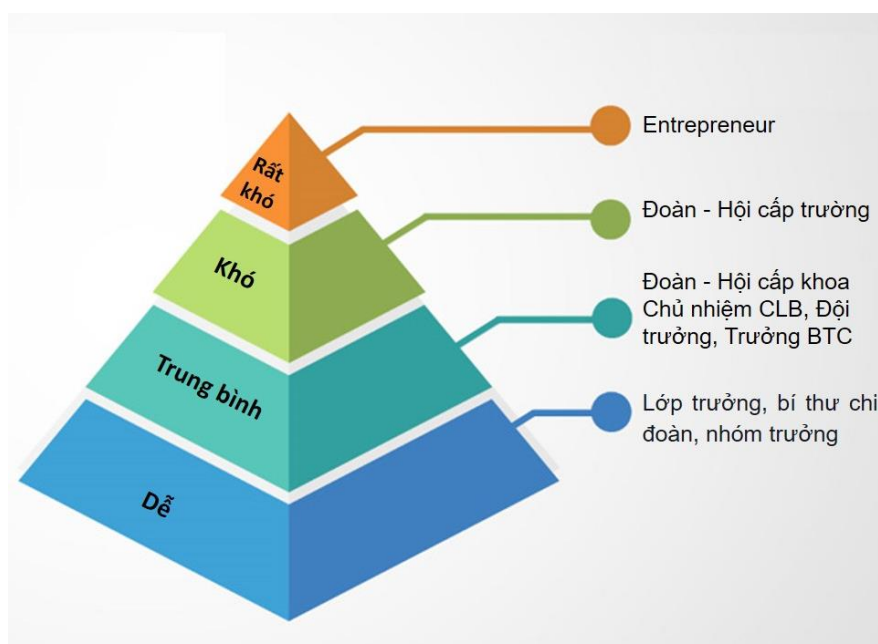 Rất
khó
Entrepreneur
Khó
Đoàn - Hội cấp trường
Trung bình
Đoàn - Hội cấp khoa
Chủ nhiệm CLB, Đội
trưởng, Trưởng BTC
Dễ
Lớp trưởng, bí thư chi
đoàn, nhóm trưởng